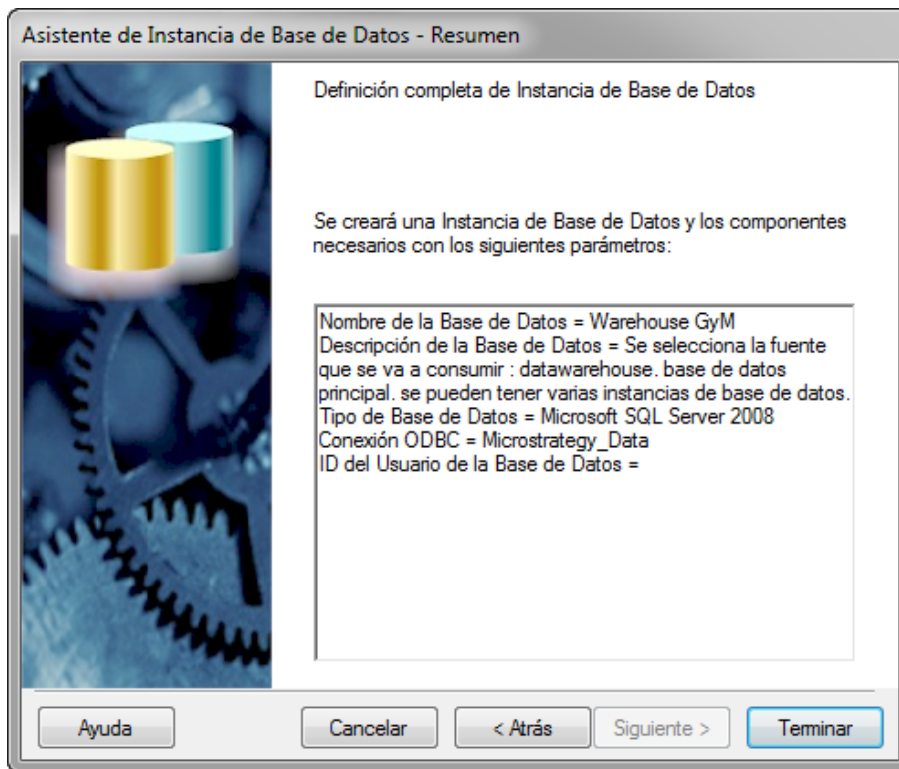 Asistente de Instancia de Base de Datos - Resumen
Definición completa de Instancia de Base de Datos
Se creará una Instancia de Base de Datos y los componentes
necesarios con los siguientes parámetros:
Nombre de la Base de Datos = Warehouse GyM
Descripción de la Base de Datos = Se selecciona la fuente
que se va a consumir : datawarehouse. base de datos
principal. se pueden tener varias instancias de base de datos.
Tipo de Base de Datos = Microsoft SQL Server 2008
Conexión ODBC = Microstrategy_Data
ID del Usuario de la Base de Datos =
Ayuda
Cancelar
< Atrás
Siguiente >
Terminar